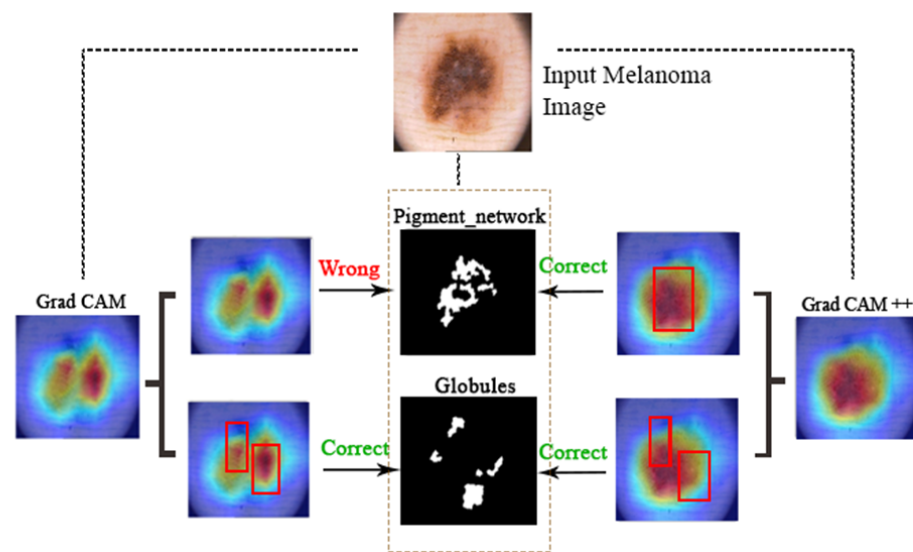 Input Melanoma
Image
Pigment_network
Wrong
Correct
Grad CAM
Grad CAM ++
Globules
Correct
Correct